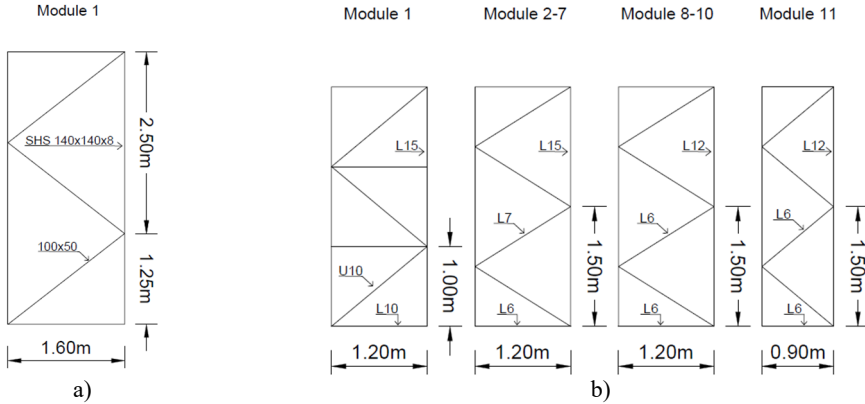 Module 1
SHS 140x140x8
100x50
2.50m
1.25m
1.60m
a)
Module 1
L15
U10
L10
1.00m
1.20m
Module 2-7
L15
L7
L6
1.50m
1.20m
Module 8-10
L12
L6
L6
1.50m
1.20m
Module 11
L12
L6
L6
1.50m
0.90m
b)